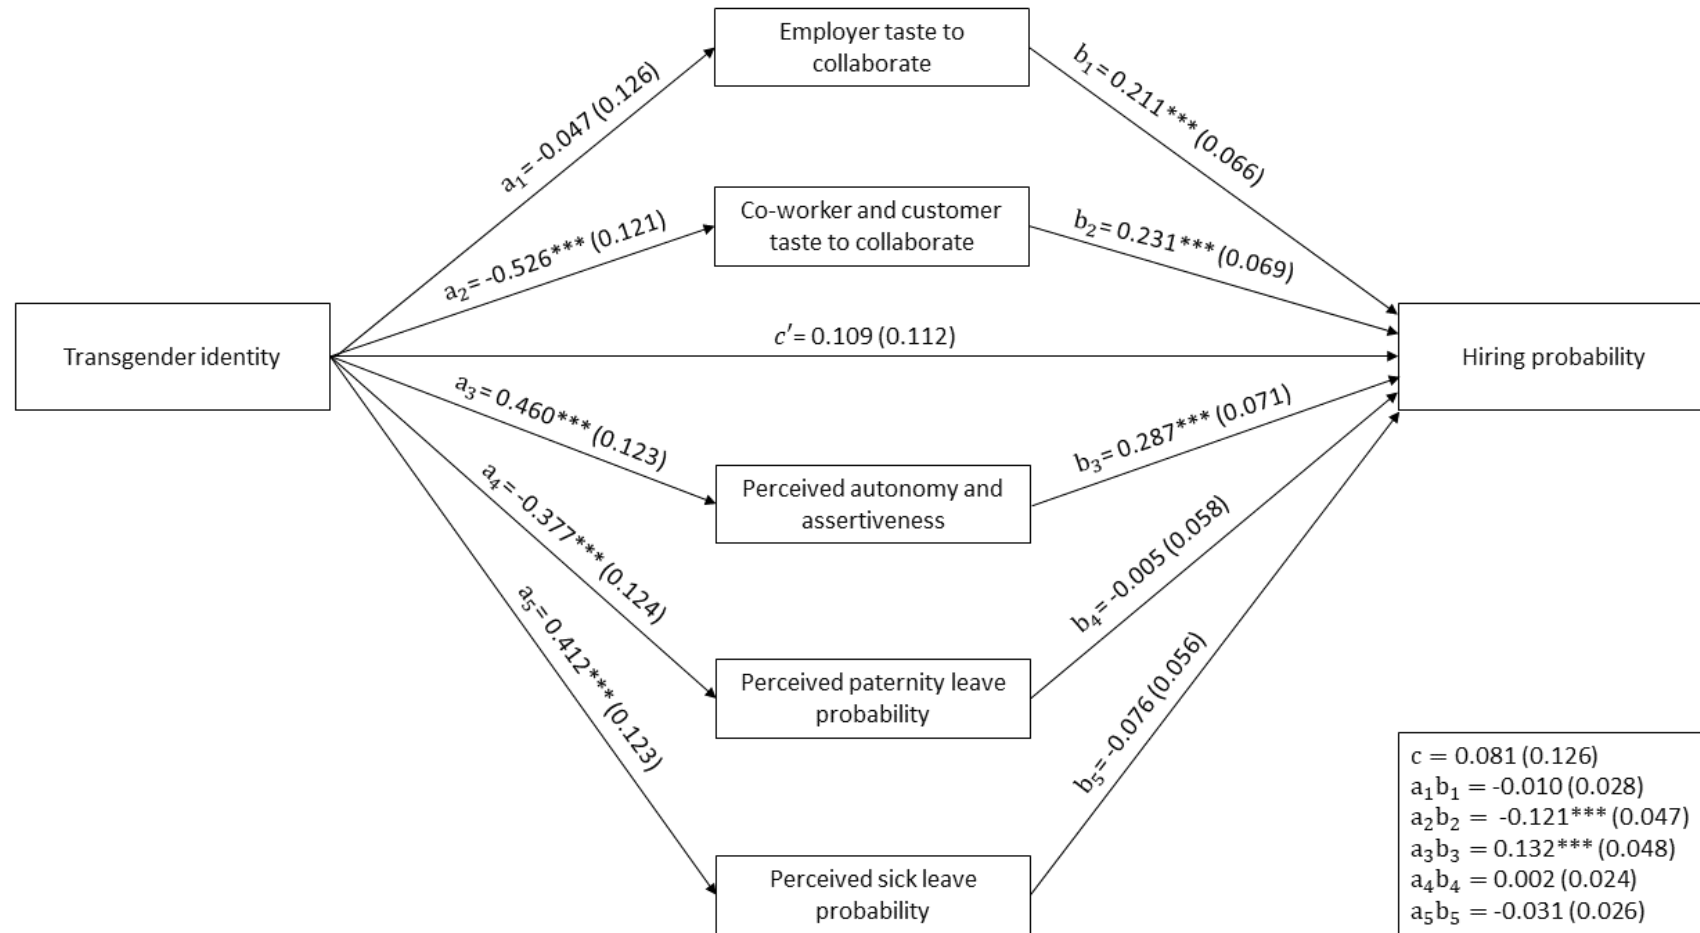 Employer taste to
collaborate
a₁= -0.047 (0.126)
b₁= 0.211*** (0.066)
Co-worker and customer
taste to collaborate
a₂= -0.526*** (0.121)
b₂= 0.231*** (0.069)
Transgender identity
c′= 0.109 (0.112)
Hiring probability
a₃= 0.460*** (0.123)
b₃= 0.287*** (0.071)
Perceived autonomy and
assertiveness
a₄= -0.377*** (0.124)
b₄= -0.005 (0.058)
Perceived paternity leave
probability
a₅= 0.412*** (0.123)
b₅= -0.076 (0.056)
Perceived sick leave
probability
c = 0.081 (0.126)
a₁b₁ = -0.010 (0.028)
a₂b₂ = -0.121*** (0.047)
a₃b₃ = 0.132*** (0.048)
a₄b₄ = 0.002 (0.024)
a₅b₅ = -0.031 (0.026)